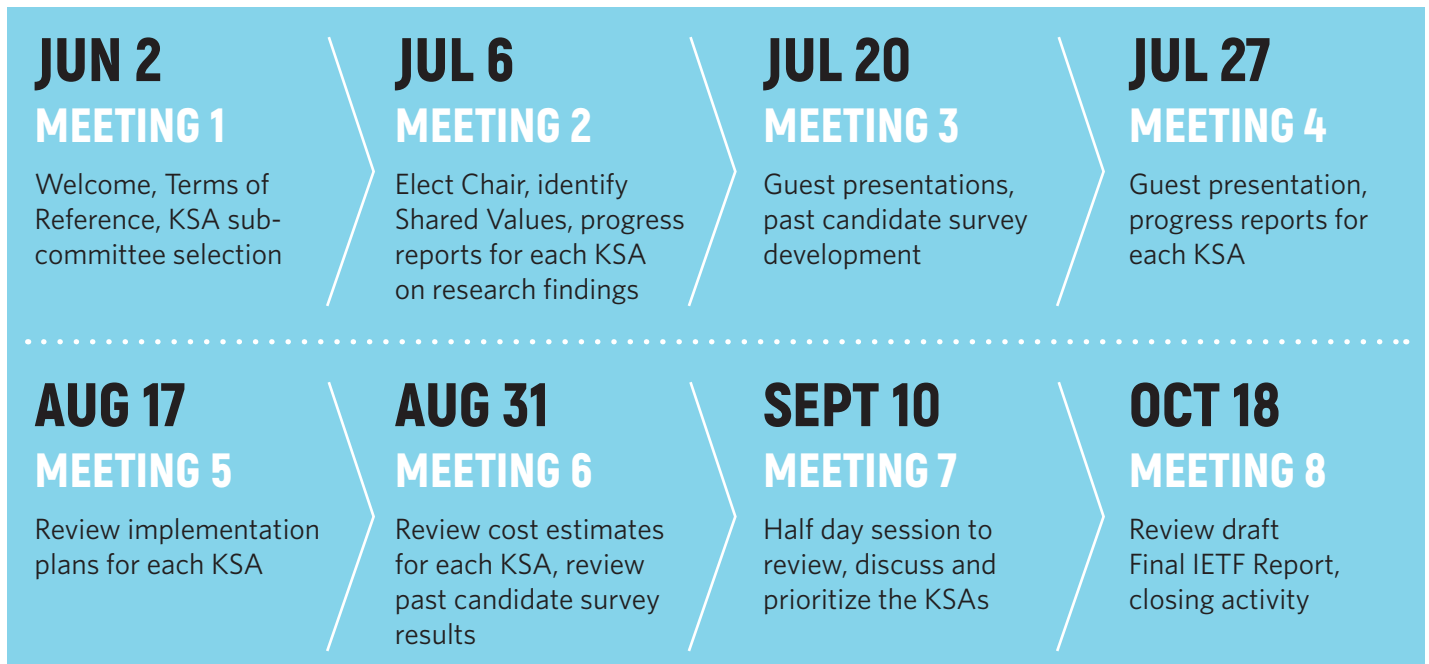 JUN 2
MEETING 1
Welcome, Terms of
Reference, KSA sub-
committee selection
JUL 6
MEETING 2
Elect Chair, identify
Shared Values, progress
reports for each KSA
on research findings
JUL 20
MEETING 3
Guest presentations,
past candidate survey
development
JUL 27
MEETING 4
Guest presentation,
progress reports for
each KSA
AUG 17
MEETING 5
Review implementation
plans for each KSA
AUG 31
MEETING 6
Review cost estimates
for each KSA, review
past candidate survey
results
SEPT 10
MEETING 7
Half day session to
review, discuss and
prioritize the KSAs
OCT 18
MEETING 8
Review draft
Final IETF Report,
closing activity